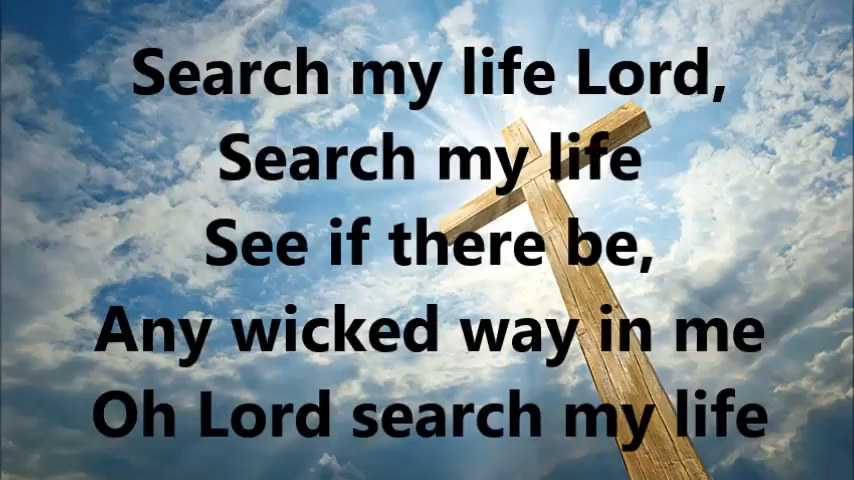 Search my life Lord,
Search my life
See if there be,
Any wicked way in me
Oh Lord search my life